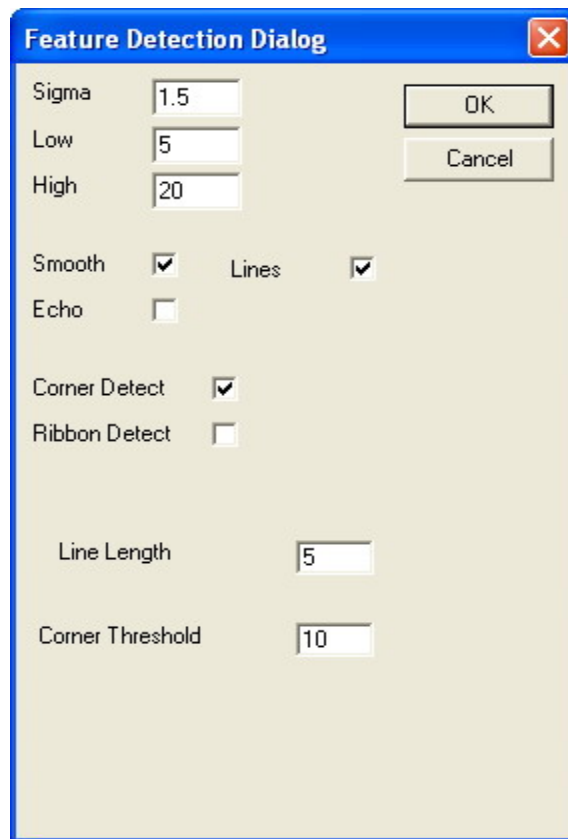 Feature Detection Dialog
Sigma 1.5 OK
Low 5 Cancel
High 20
Smooth Lines
Echo
Corner Detect
Ribbon Detect
Line Length 5
Corner Threshold 10